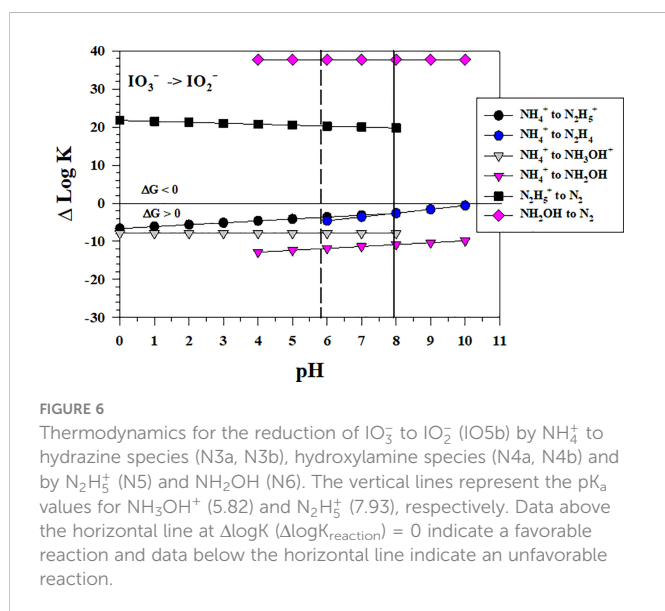 40
30
20
10
0
-10
-20
-30
Δ Log K
IO₃⁻ -> IO₂⁻
ΔG < 0
ΔG > 0
0 1 2 3 4 5 6 7 8 9 10 11
pH
NH₄⁺ to N₂H₅⁺
NH₄⁺ to N₂H₄
NH₄⁺ to NH₃OH⁺
NH₄⁺ to NH₂OH
N₂H₅⁺ to N₂
NH₂OH to N₂
FIGURE 6
Thermodynamics for the reduction of IO₃⁻ to IO₂⁻ (IO5b) by NH₄⁺ to
hydrazine species (N3a, N3b), hydroxylamine species (N4a, N4b) and
by N₂H₅⁺ (N5) and NH₂OH (N6). The vertical lines represent the pKₐ
values for NH₃OH⁺ (5.82) and N₂H₅⁺ (7.93), respectively. Data above
the horizontal line at ΔlogK (ΔlogKreaction) = 0 indicate a favorable
reaction and data below the horizontal line indicate an unfavorable
reaction.